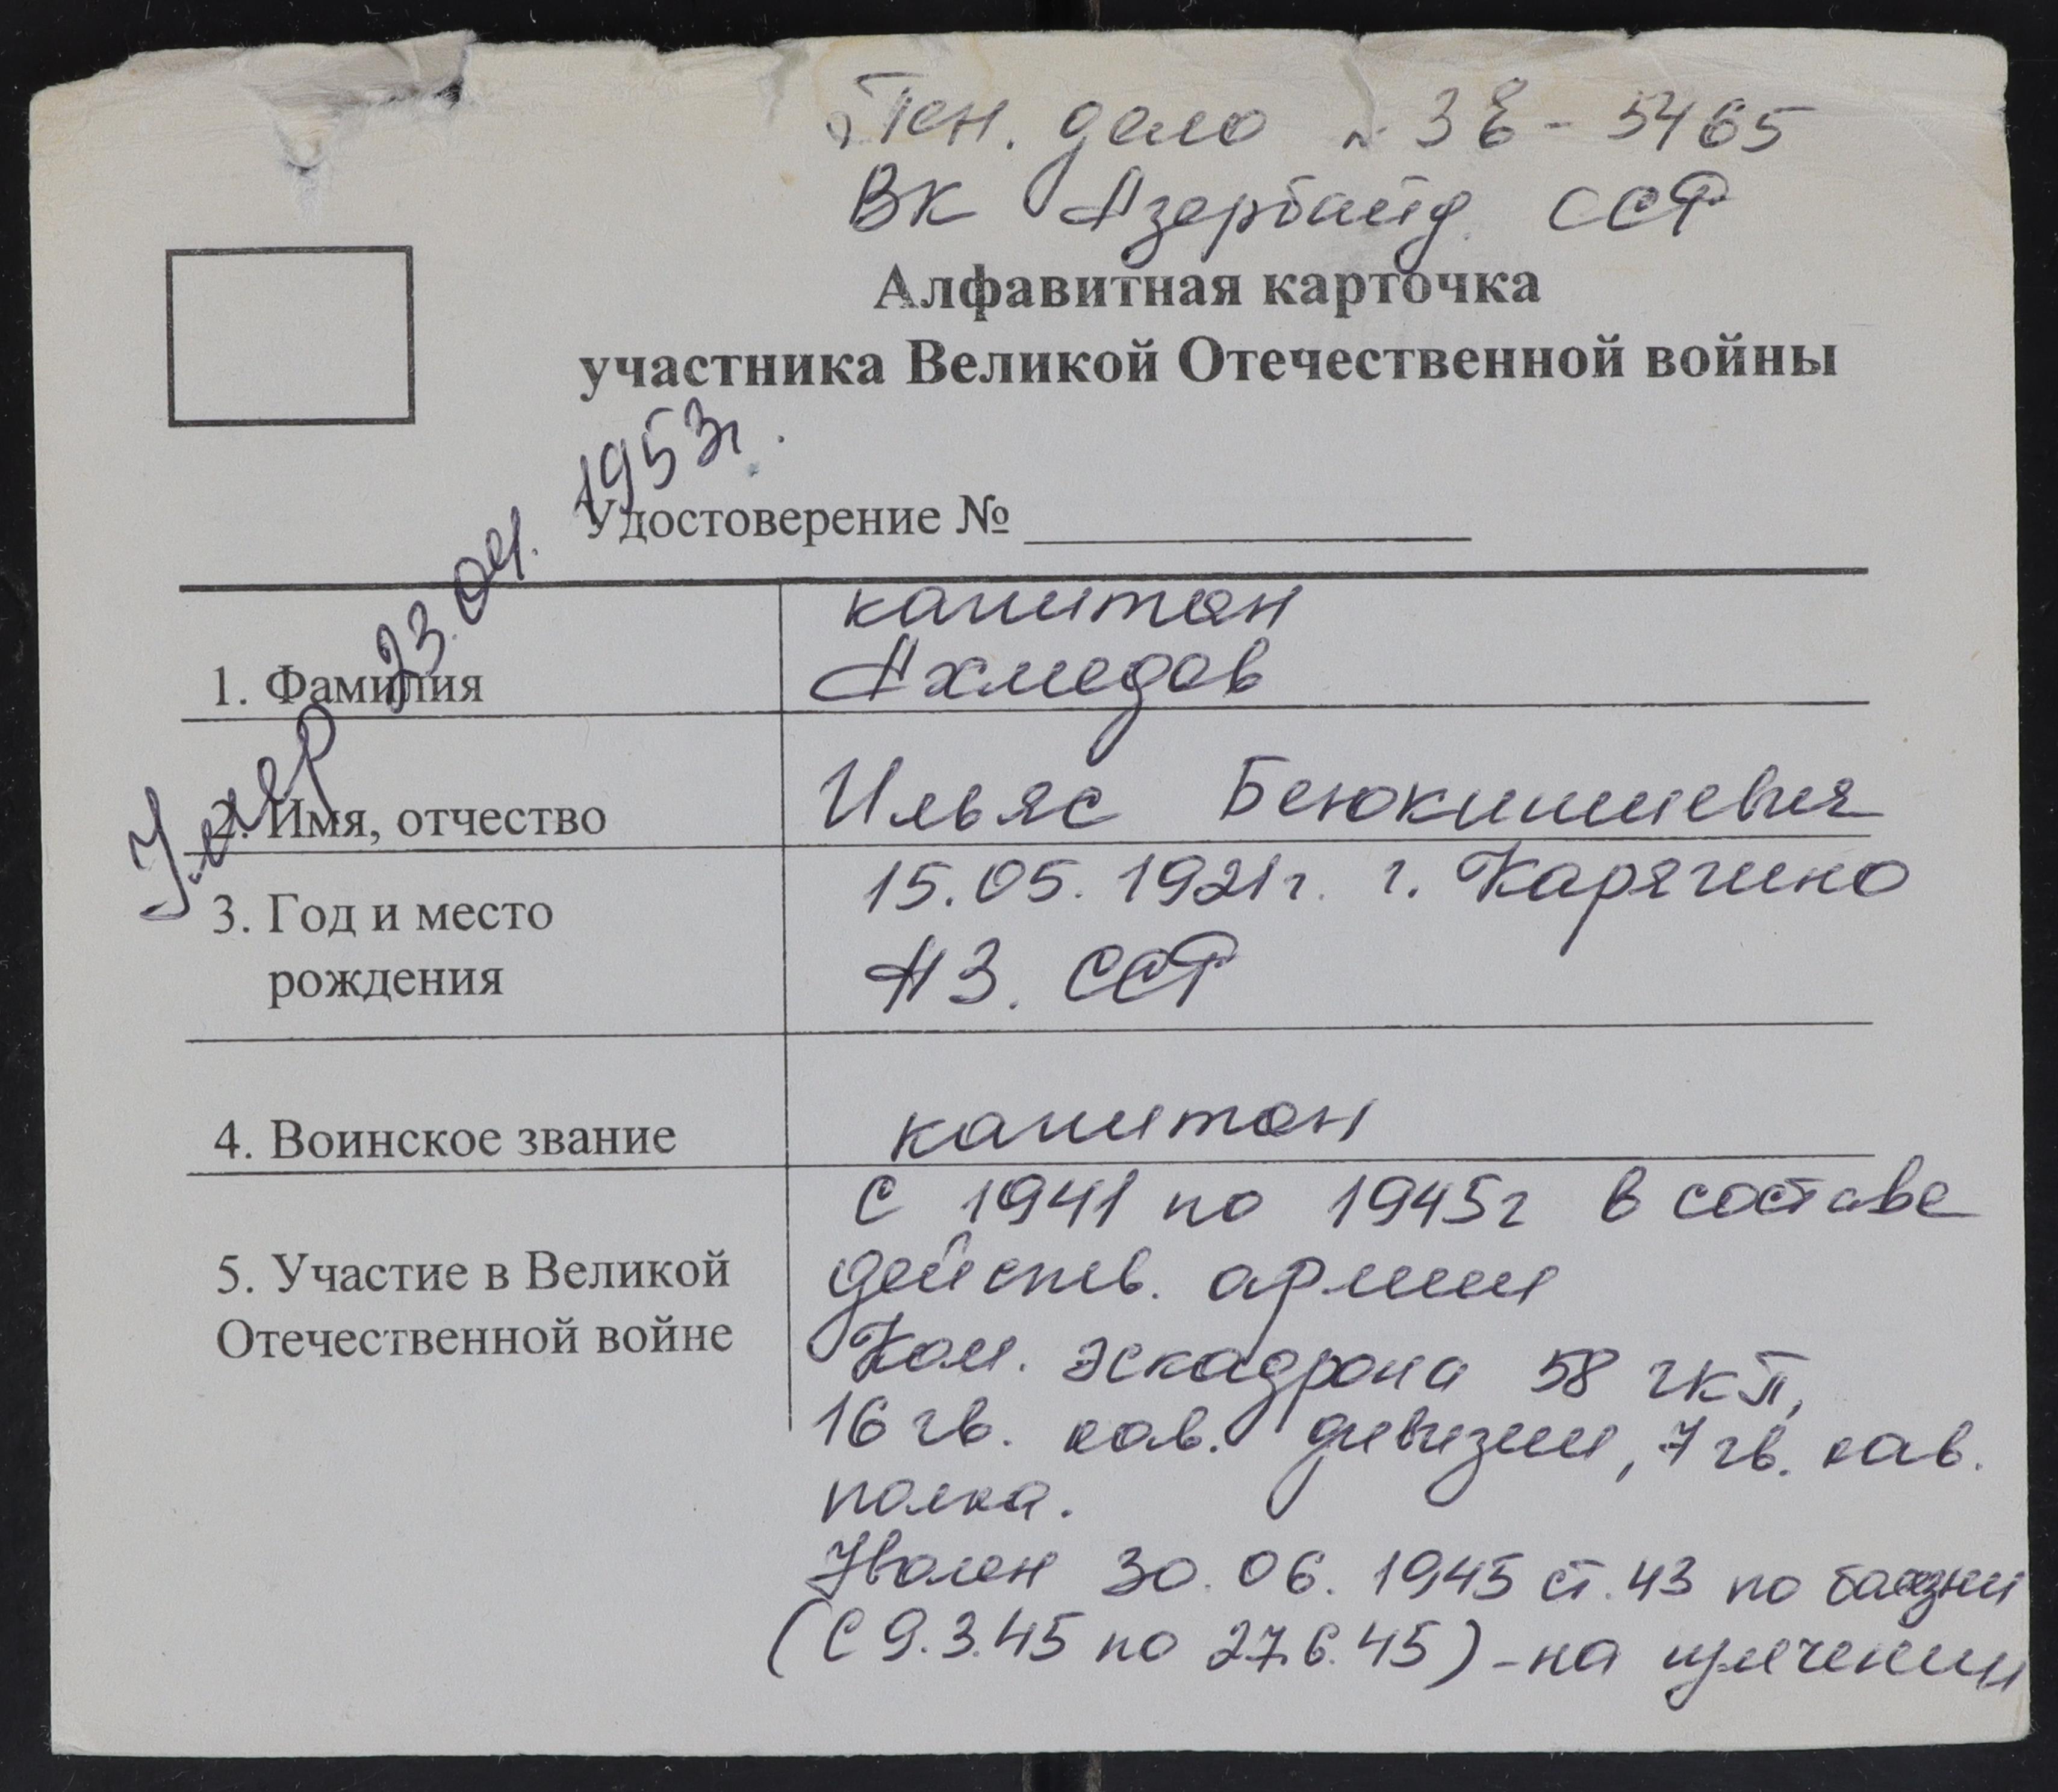 Пен. дело № ЗЕ - 5465
ВК Азербайд. ССР
Алфавитная карточка
участника Великой Отечественной войны
Удостоверение №
Умер 23.04. 1953г.
капитан
1. Фамилия Ахмедов
2. Имя, отчество Ильяс Беюккишиевич
3. Год и место 15.05.1921г. г. Карягино
рождения АЗ. ССР
4. Воинское звание капитан
С 1941 по 1945г в составе
5. Участие в Великой действ. армии
Отечественной войне Ком. эскадрона 58 гкп,
16 гв. кав. дивизии, 7 гв. кав.
полка.
Уволен 30.06.1945 ст. 43 по болезни
(С 9.3.45 по 27.6.45) - на излечении